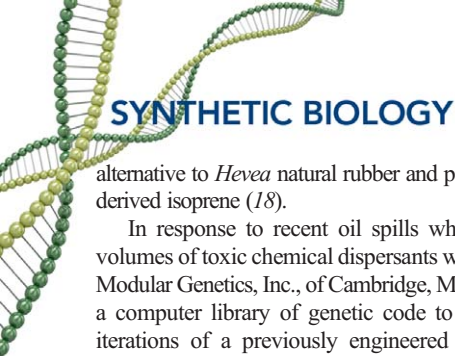 SYNTHETIC BIOLOGY
alternative to Hevea natural rubber and p
derived isoprene (18).
In response to recent oil spills wh
volumes of toxic chemical dispersants w
Modular Genetics, Inc., of Cambridge, M
a computer library of genetic code to
iterations of a previously engineered